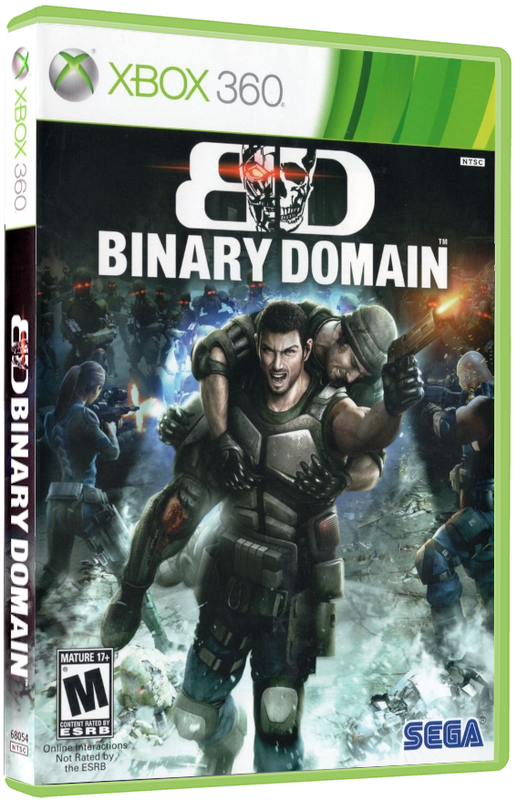 XBOX 360
XBOX 360®
NTSC
BD
BINARY DOMAIN™
BD BINARY DOMAIN
MATURE 17+
M
CONTENT RATED BY
ESRB
Online Interactions
Not Rated by
the ESRB
SEGA®
68054
NTSC